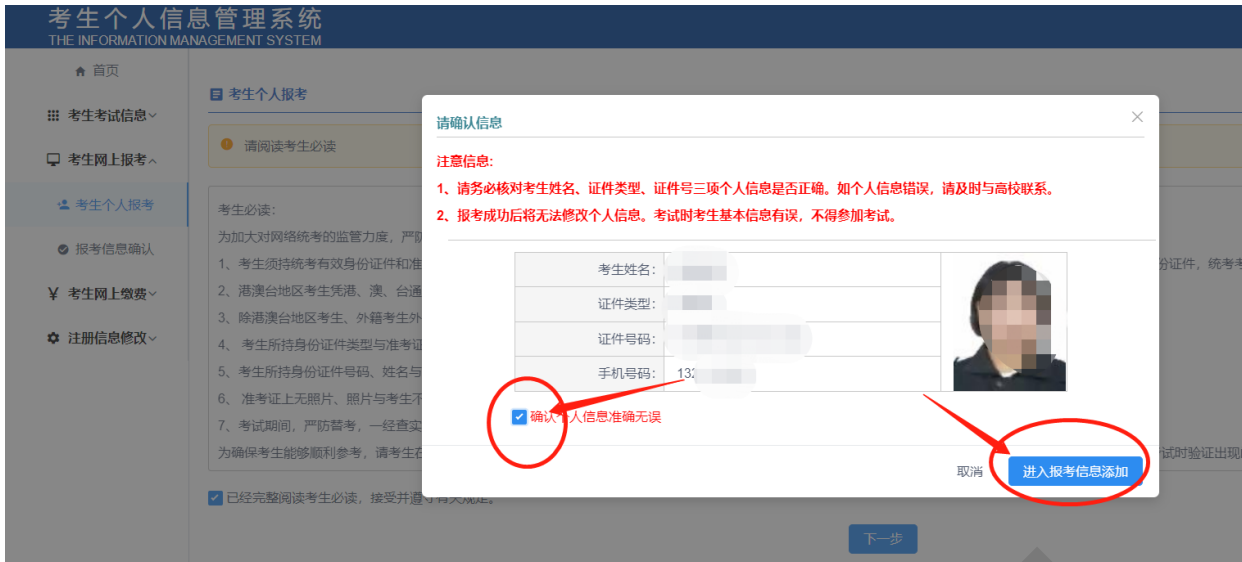 考生个人信息管理系统
THE INFORMATION MANAGEMENT SYSTEM
首页
考生考试信息
考生网上报考
考生个人报考
报考信息确认
¥ 考生网上缴费
注册信息修改
考生个人报考
请阅读考生必读
考生必读：
为加大对网络统考的监管力度，严防
1、考生须持统考有效身份证件和准
份证件，统考考
2、港澳台地区考生凭港、澳、台通
3、除港澳台地区考生、外籍考生外
4、 考生所持身份证件类型与准考证
5、考生所持身份证件号码、姓名与
6、 准考证上无照片、照片与考生不
7、考试期间，严防替考，一经查实
为确保考生能够顺利参考，请考生在
试时验证出现
已经完整阅读考生必读，接受并遵守有关规定。
下一步
请确认信息
注意信息:
1、请务必核对考生姓名、证件类型、证件号三项个人信息是否正确。如个人信息错误，请及时与高校联系。
2、报考成功后将无法修改个人信息。考试时考生基本信息有误，不得参加考试。
考生姓名：
证件类型：
证件号码：
手机号码： 132
确认个人信息准确无误
取消
进入报考信息添加